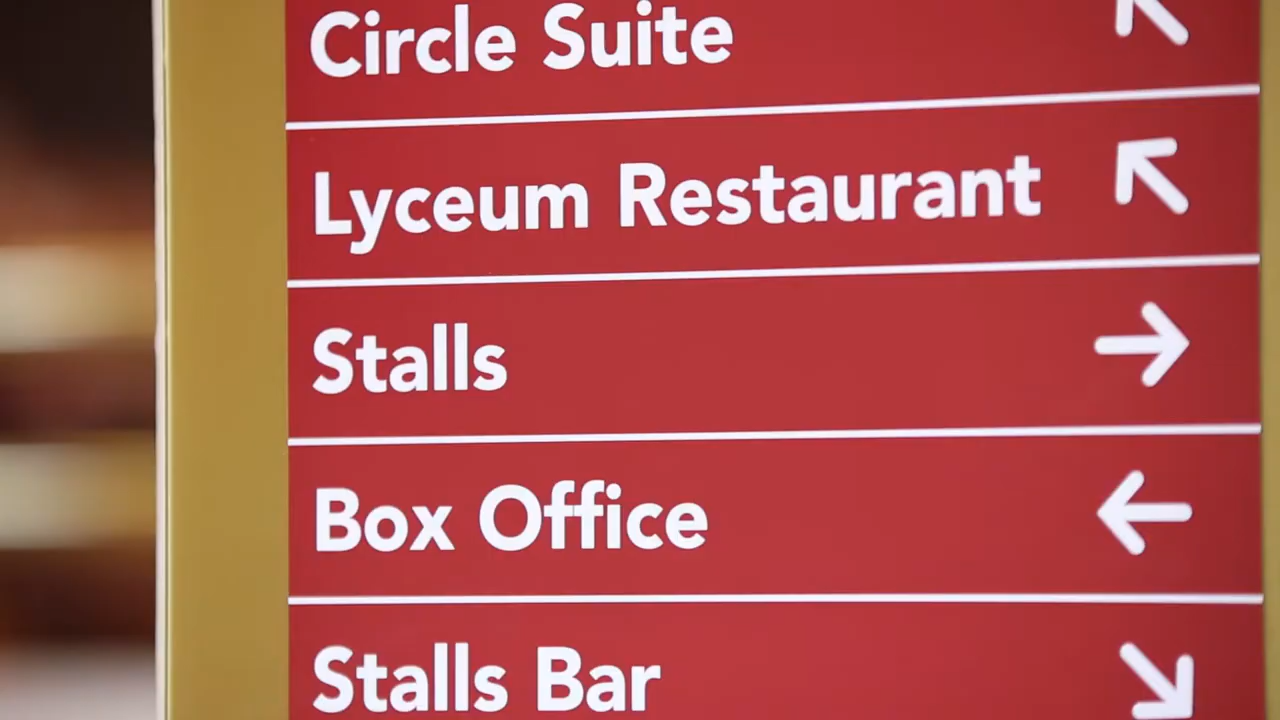 Circle Suite
Lyceum Restaurant
Stalls
Box Office
Stalls Bar